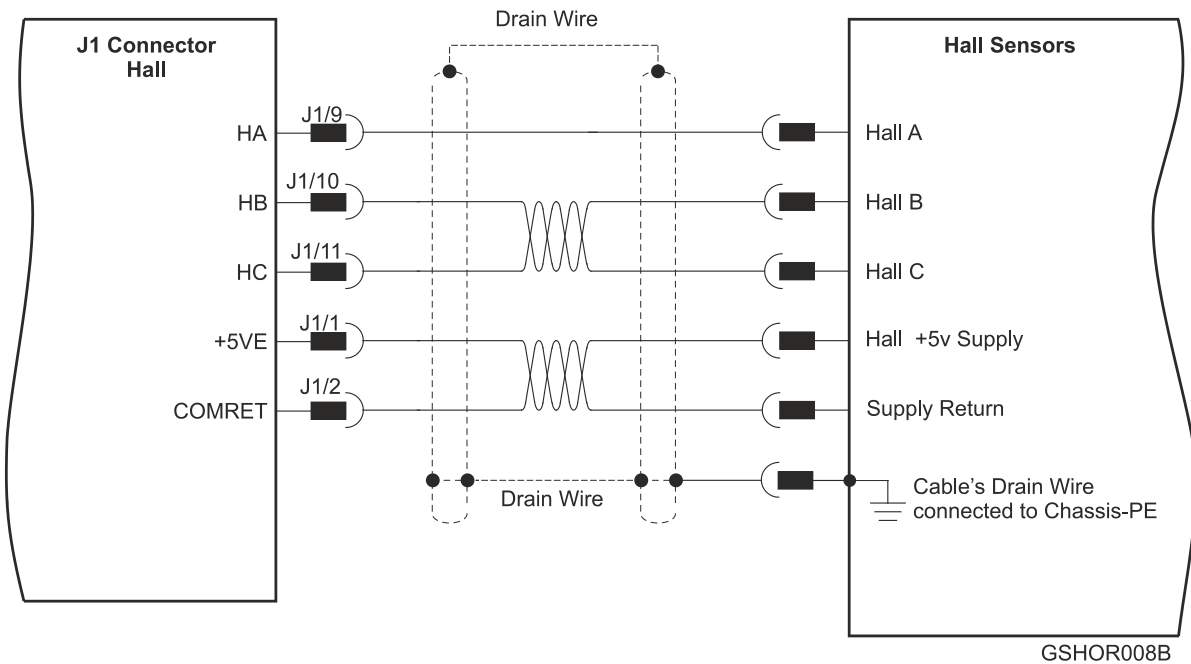 Drain Wire
J1 Connector
Hall
Hall Sensors
HA
J1/9
Hall A
HB
J1/10
Hall B
HC
J1/11
Hall C
+5VE
J1/1
Hall +5v Supply
COMRET
J1/2
Supply Return
Drain Wire
Cable's Drain Wire
connected to Chassis-PE
GSHOR008B